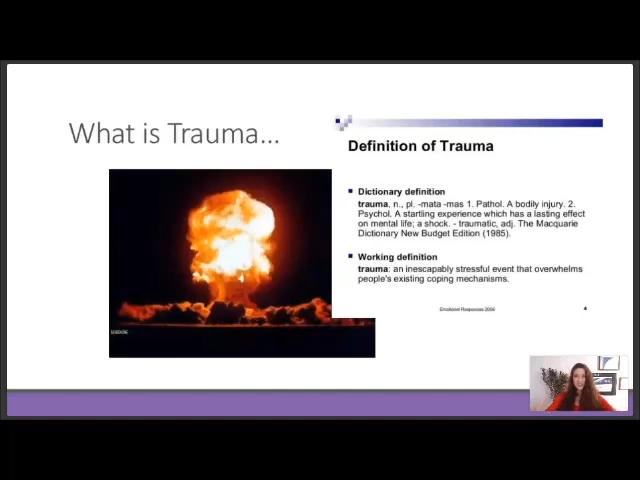 What is Trauma...
Definition of Trauma
Dictionary definition
trauma, n., pl. -mata -mas 1. Pathol. A bodily injury. 2.
Psychol. A startling experience which has a lasting effect
on mental life; a shock. - traumatic, adj. The Macquarie
Dictionary New Budget Edition (1985).
Working definition
trauma: an inescapably stressful event that overwhelms
people's existing coping mechanisms.
Emotional Responses 2006 4